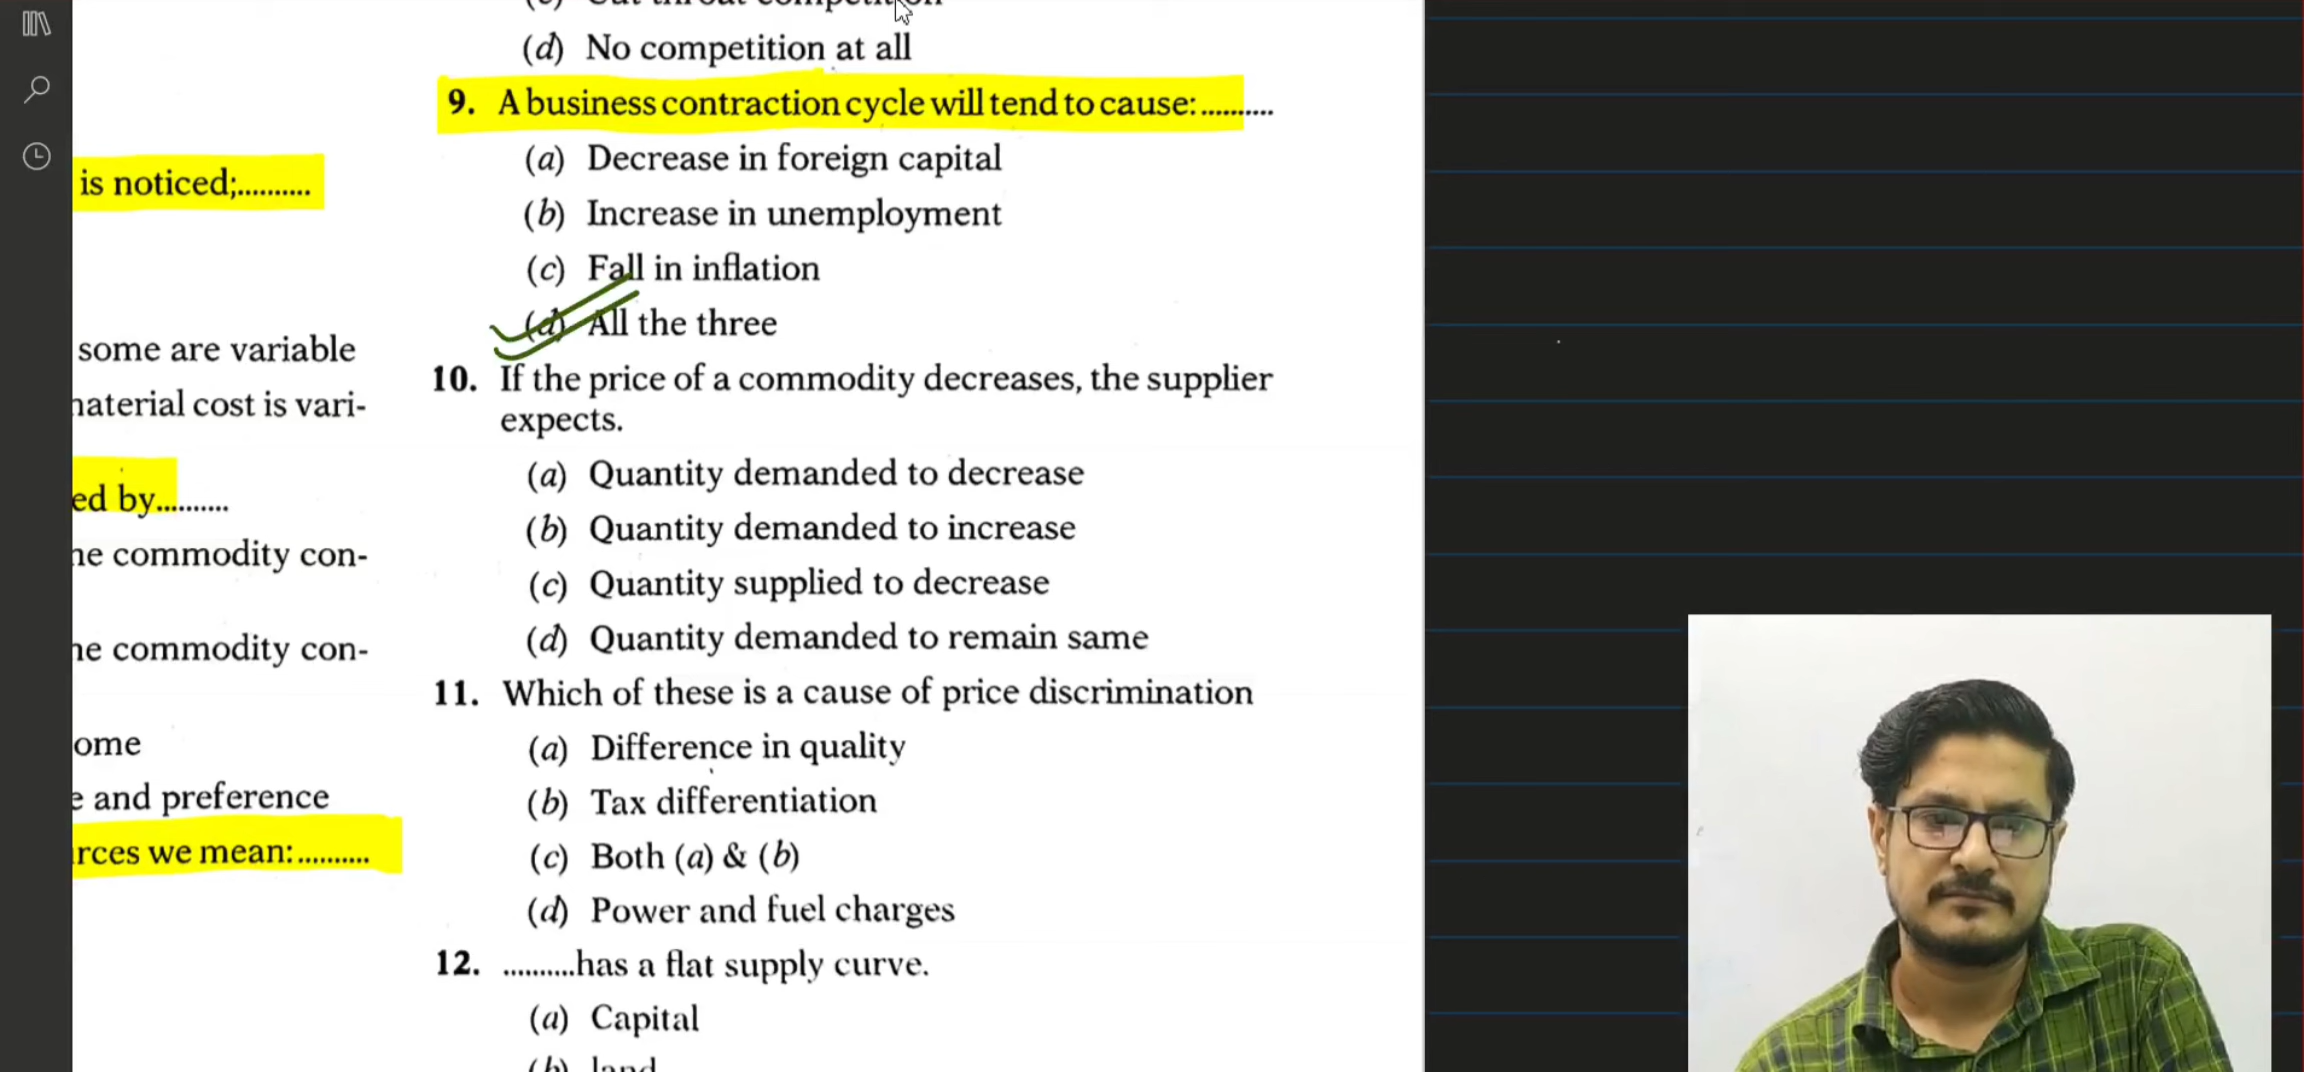 is noticed;..........
some are variable
cost is vari-
by..........
commodity con-
commodity con-
and preference
we mean:..........
(d) No competition at all
9. A business contraction cycle will tend to cause:..........
(a) Decrease in foreign capital
(b) Increase in unemployment
(c) Fall in inflation
(d) All the three
10. If the price of a commodity decreases, the supplier
expects.
(a) Quantity demanded to decrease
(b) Quantity demanded to increase
(c) Quantity supplied to decrease
(d) Quantity demanded to remain same
11. Which of these is a cause of price discrimination
(a) Difference in quality
(b) Tax differentiation
(c) Both (a) & (b)
(d) Power and fuel charges
12. ..........has a flat supply curve.
(a) Capital